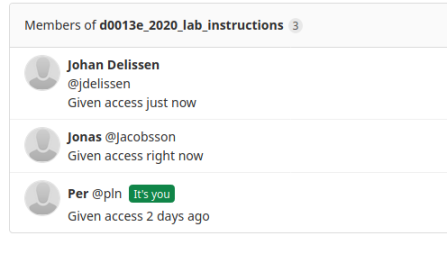 Members of d0013e_2020_lab_instructions 3
Johan Delissen
@jdelissen
Given access just now
Jonas @Jacobsson
Given access right now
Per @pln It's you
Given access 2 days ago